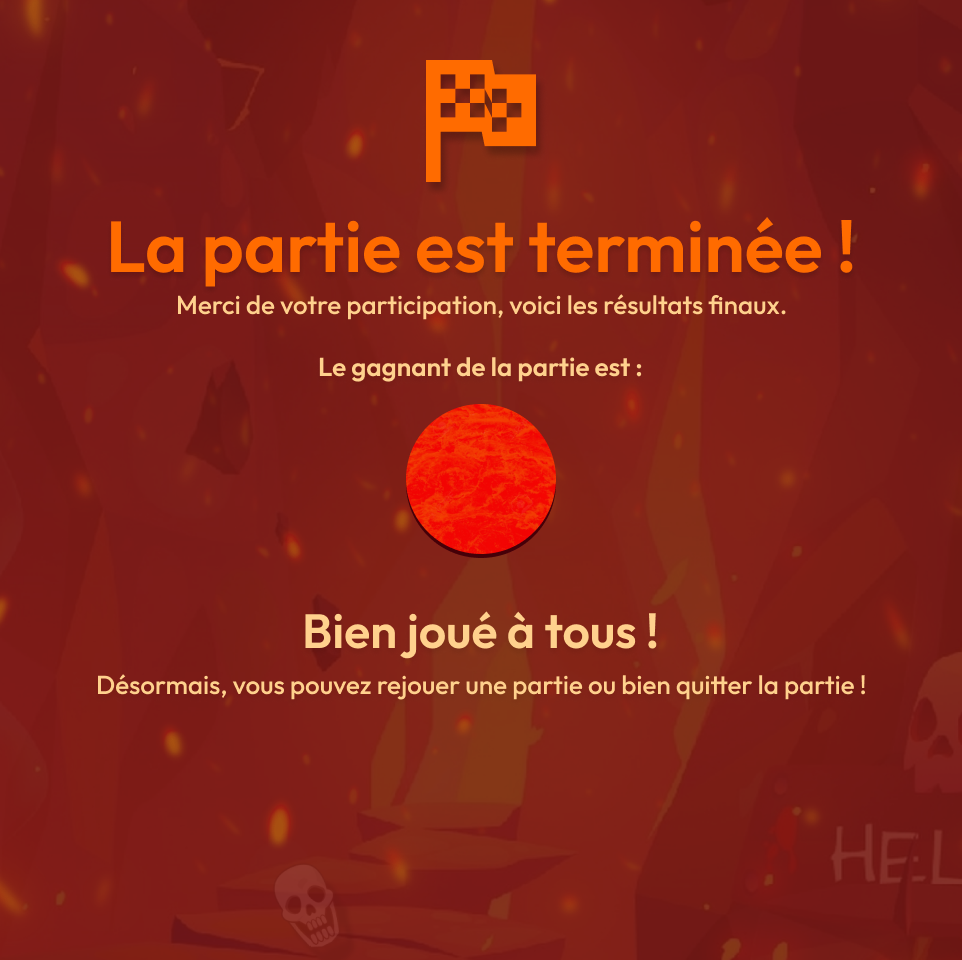 La partie est terminée !
Merci de votre participation, voici les résultats finaux.
Le gagnant de la partie est :
Bien joué à tous !
Désormais, vous pouvez rejouer une partie ou bien quitter la partie !
HEL